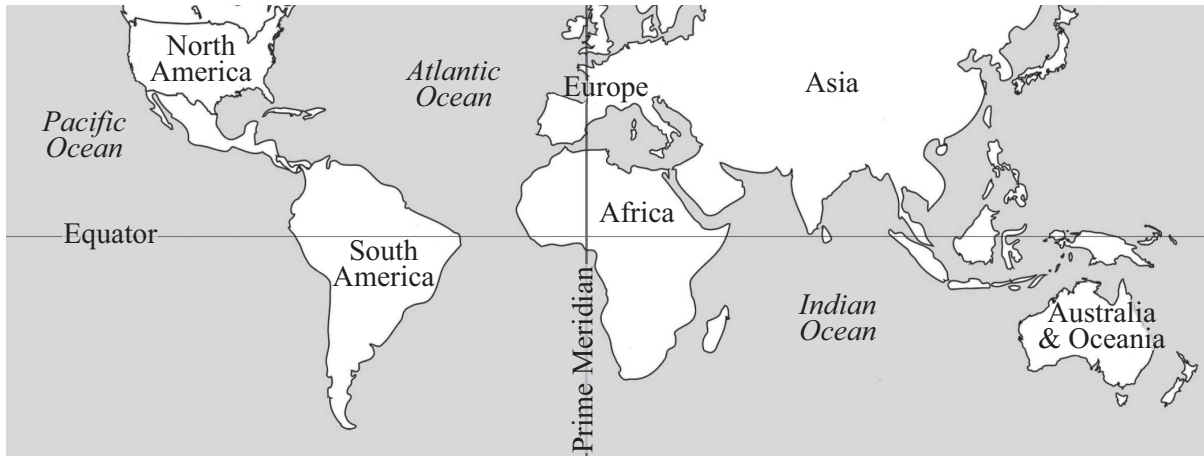 North
America
Atlantic
Ocean
Europe
Asia
Pacific
Ocean
Africa
Equator
South
America
Prime Meridian
Indian
Ocean
Australia
& Oceania